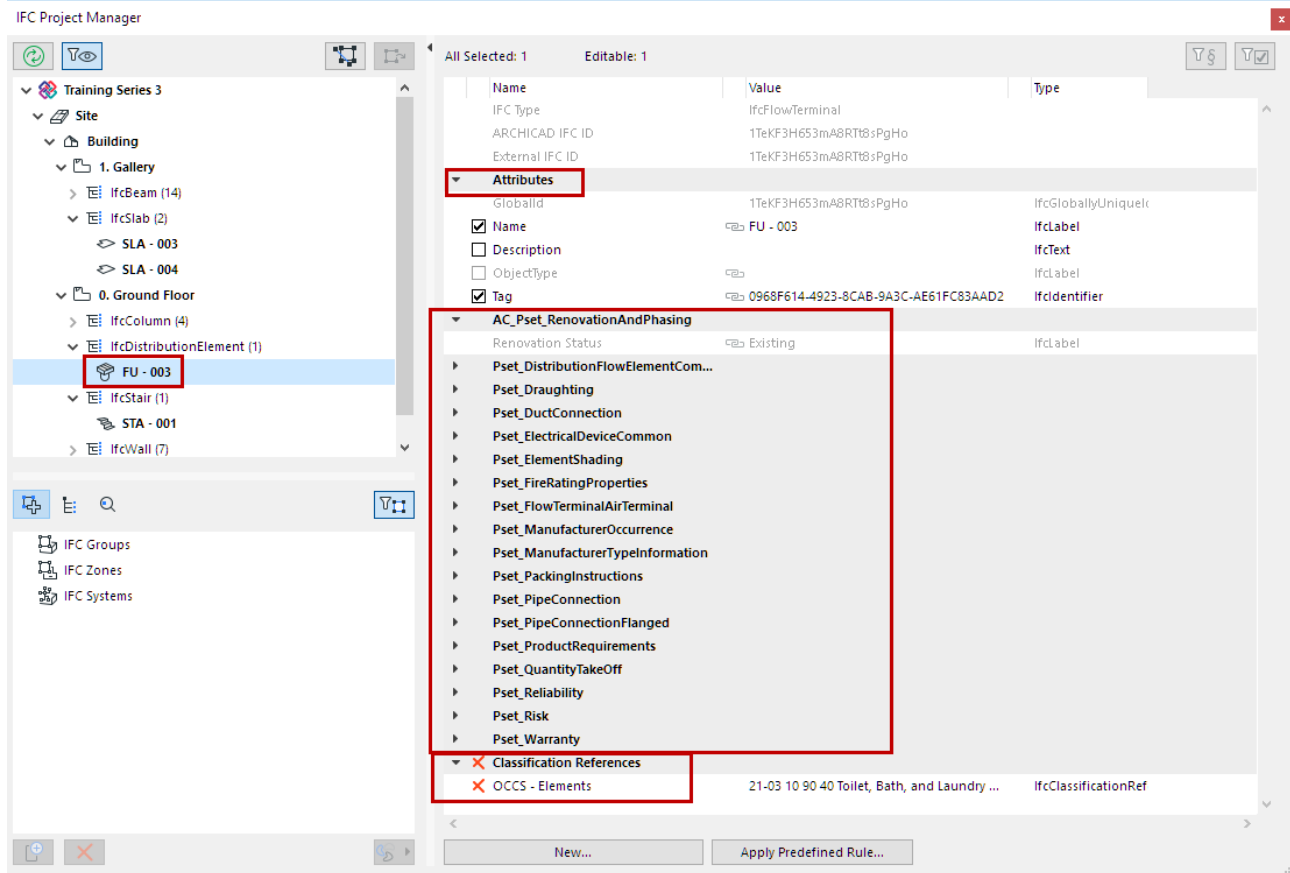 IFC Project Manager
x
All Selected: 1 Editable: 1
Training Series 3
Site
Building
1. Gallery
IfcBeam (14)
IfcSlab (2)
SLA - 003
SLA - 004
0. Ground Floor
IfcColumn (4)
IfcDistributionElement (1)
FU - 003
IfcStair (1)
STA - 001
IfcWall (7)
IFC Groups
IFC Zones
IFC Systems
Name Value Type
IFC Type IfcFlowTerminal
ARCHICAD IFC ID 1TeKF3H653mA8RTt8sPgHo
External IFC ID 1TeKF3H653mA8RTt8sPgHo
Attributes
GlobalId 1TeKF3H653mA8RTt8sPgHo IfcGloballyUniqueIc
Name FU - 003 IfcLabel
Description IfcText
ObjectType IfcLabel
Tag 0968F614-4923-8CAB-9A3C-AE61FC83AAD2 IfcIdentifier
AC_Pset_RenovationAndPhasing
Renovation Status Existing IfcLabel
Pset_DistributionFlowElementCom...
Pset_Draughting
Pset_DuctConnection
Pset_ElectricalDeviceCommon
Pset_ElementShading
Pset_FireRatingProperties
Pset_FlowTerminalAirTerminal
Pset_ManufacturerOccurrence
Pset_ManufacturerTypeInformation
Pset_PackingInstructions
Pset_PipeConnection
Pset_PipeConnectionFlanged
Pset_ProductRequirements
Pset_QuantityTakeOff
Pset_Reliability
Pset_Risk
Pset_Warranty
Classification References
OCCS - Elements 21-03 10 90 40 Toilet, Bath, and Laundry ... IfcClassificationRef
New... Apply Predefined Rule...